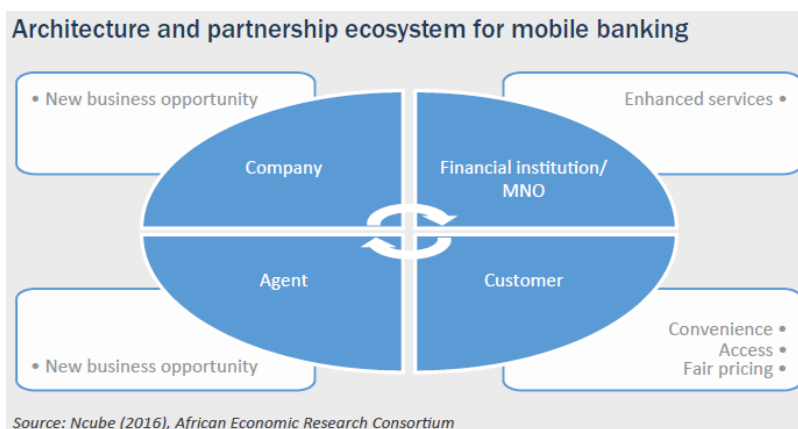 Architecture and partnership ecosystem for mobile banking
• New business opportunity
Enhanced services •
Company
Financial institution/
MNO
Agent
Customer
• New business opportunity
Convenience •
Access •
Fair pricing •
Source: Ncube (2016), African Economic Research Consortium